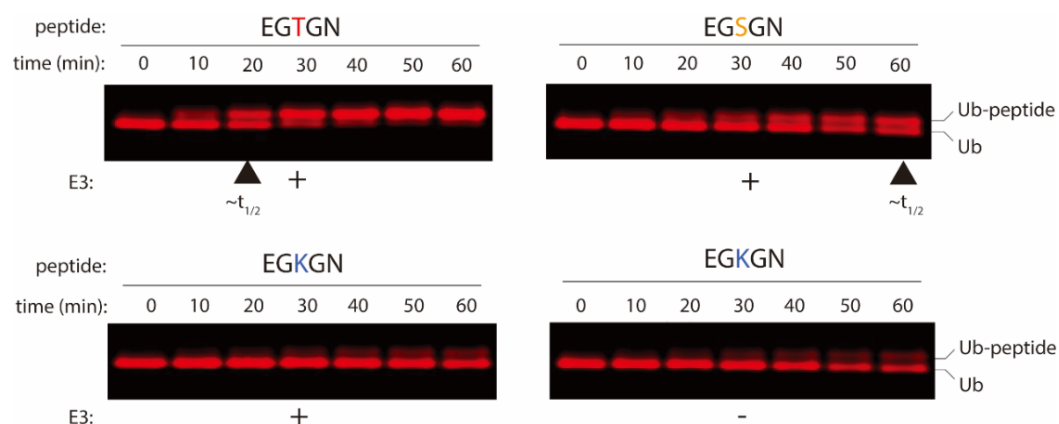 peptide: EGTGN EGSGN
time (min): 0 10 20 30 40 50 60 0 10 20 30 40 50 60
Ub-peptide
Ub
E3: + +
~t1/2 ~t1/2
peptide: EGKGN EGKGN
time (min): 0 10 20 30 40 50 60 0 10 20 30 40 50 60
Ub-peptide
Ub
E3: + -